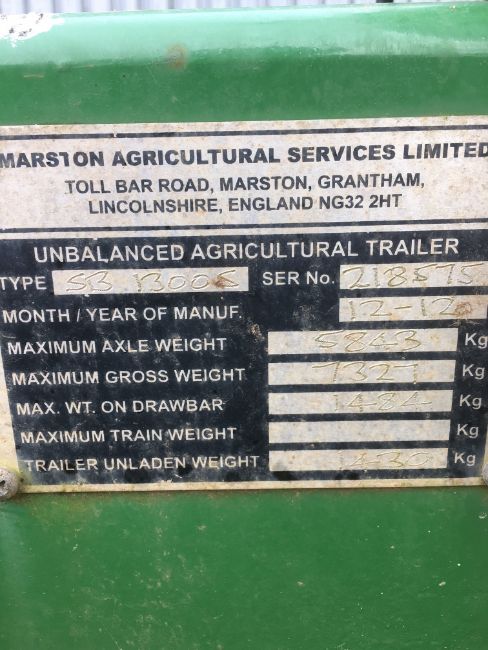 MARSTON AGRICULTURAL SERVICES LIMITED
TOLL BAR ROAD, MARSTON, GRANTHAM,
LINCOLNSHIRE, ENGLAND NG32 2HT
UNBALANCED AGRICULTURAL TRAILER
TYPE SB 1300S SER No. 218575
MONTH / YEAR OF MANUF. 12-12
MAXIMUM AXLE WEIGHT 5843 Kg
MAXIMUM GROSS WEIGHT 7327 Kg
MAX. WT. ON DRAWBAR 1484 Kg
MAXIMUM TRAIN WEIGHT Kg
TRAILER UNLADEN WEIGHT 1430 Kg